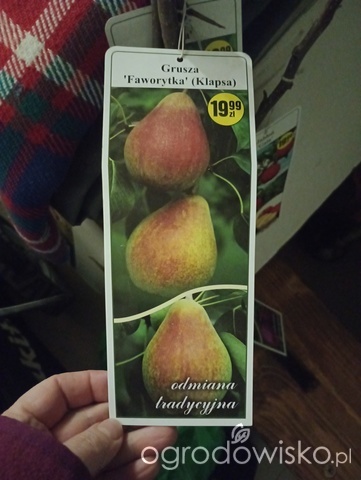 Grusza
'Faworytka' (Klapsa)
19 99
zł
odmiana
tradycyjna
ogrodowisko.pl